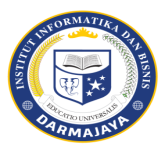 INSTITUT INFORMATIKA DAN BISNIS
EDUCATIO UNIVERSALIS
DARMAJAYA